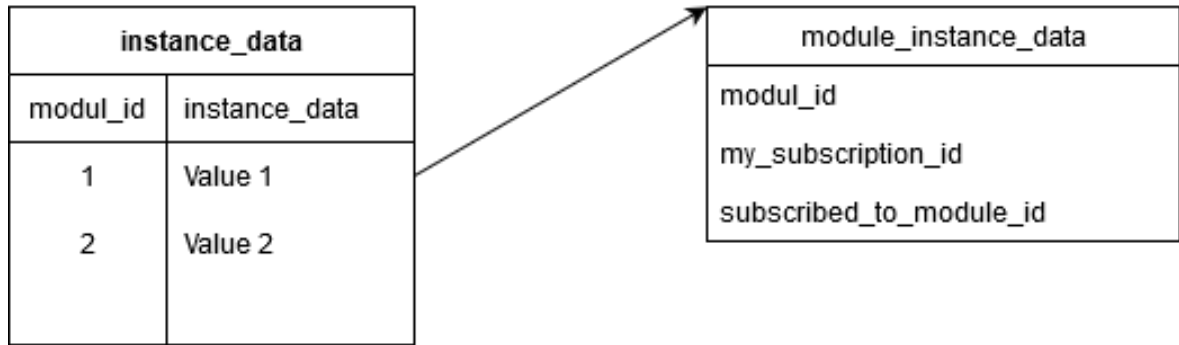 instance_data
modul_id instance_data
1 Value 1
2 Value 2
module_instance_data
modul_id
my_subscription_id
subscribed_to_module_id